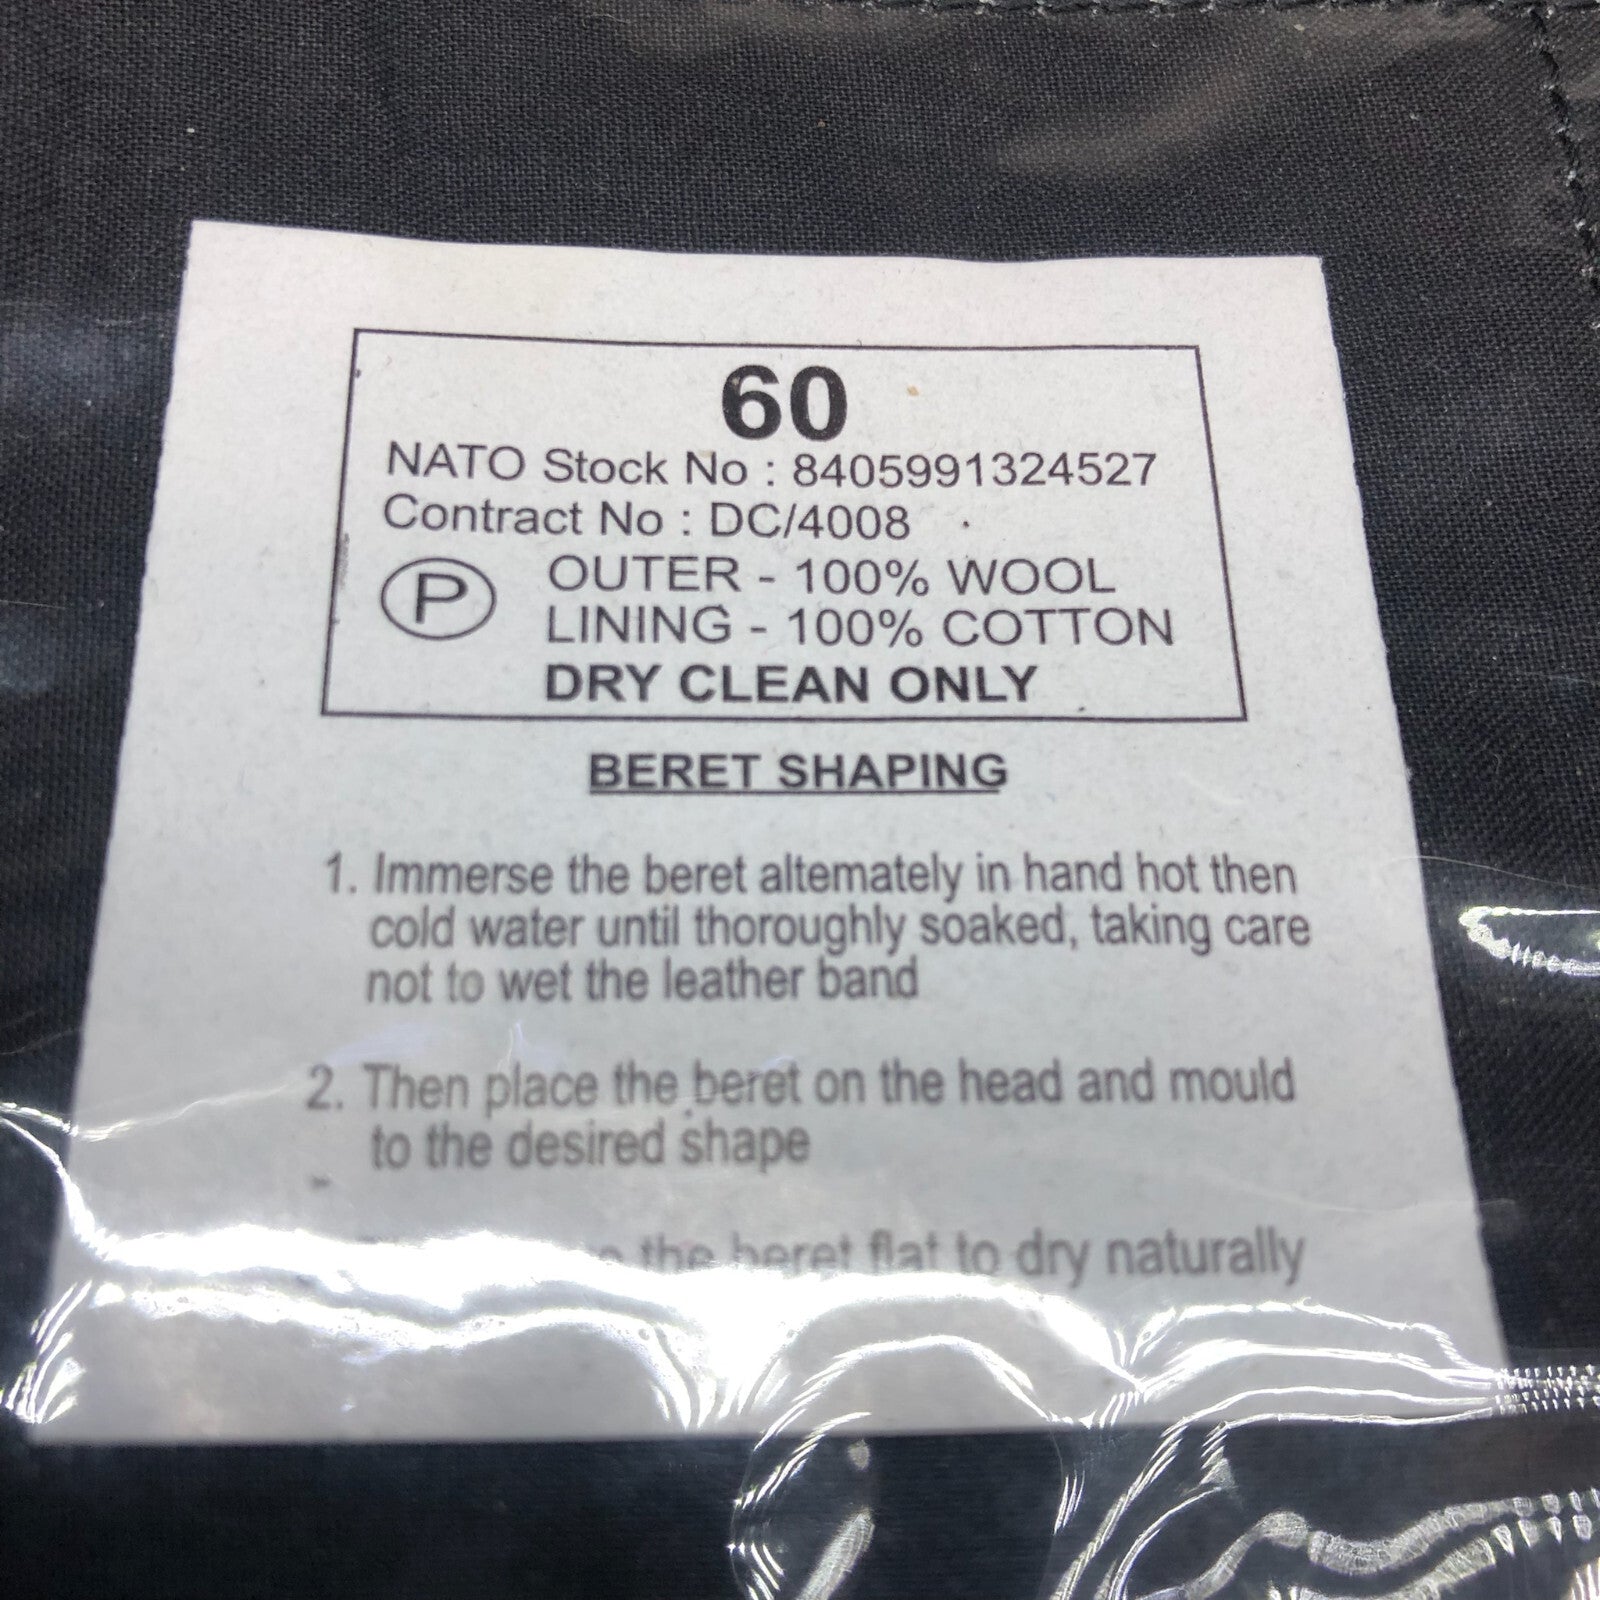 60
NATO Stock No : 8405991324527
Contract No : DC/4008
P
OUTER - 100% WOOL
LINING - 100% COTTON
DRY CLEAN ONLY
BERET SHAPING
1. Immerse the beret altemately in hand hot then
cold water until thoroughly soaked, taking care
not to wet the leather band
2. Then place the beret on the head and mould
to the desired shape
the beret flat to dry naturally